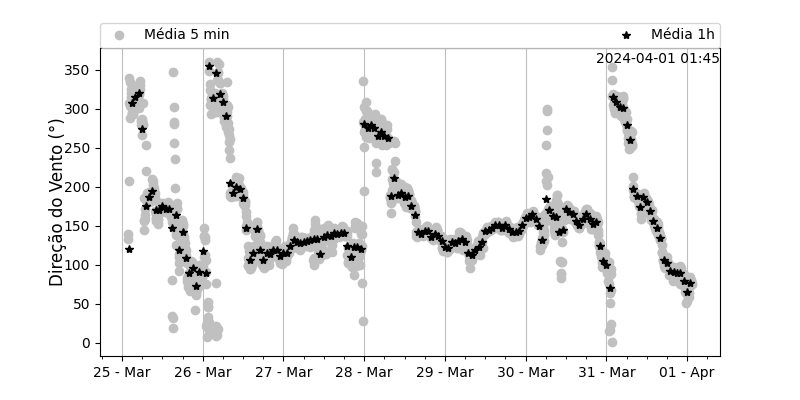 Média 5 min
Média 1h
2024-04-01 01:45
Direção do Vento (°)
350
300
250
200
150
100
50
0
25 - Mar
26 - Mar
27 - Mar
28 - Mar
29 - Mar
30 - Mar
31 - Mar
01 - Apr